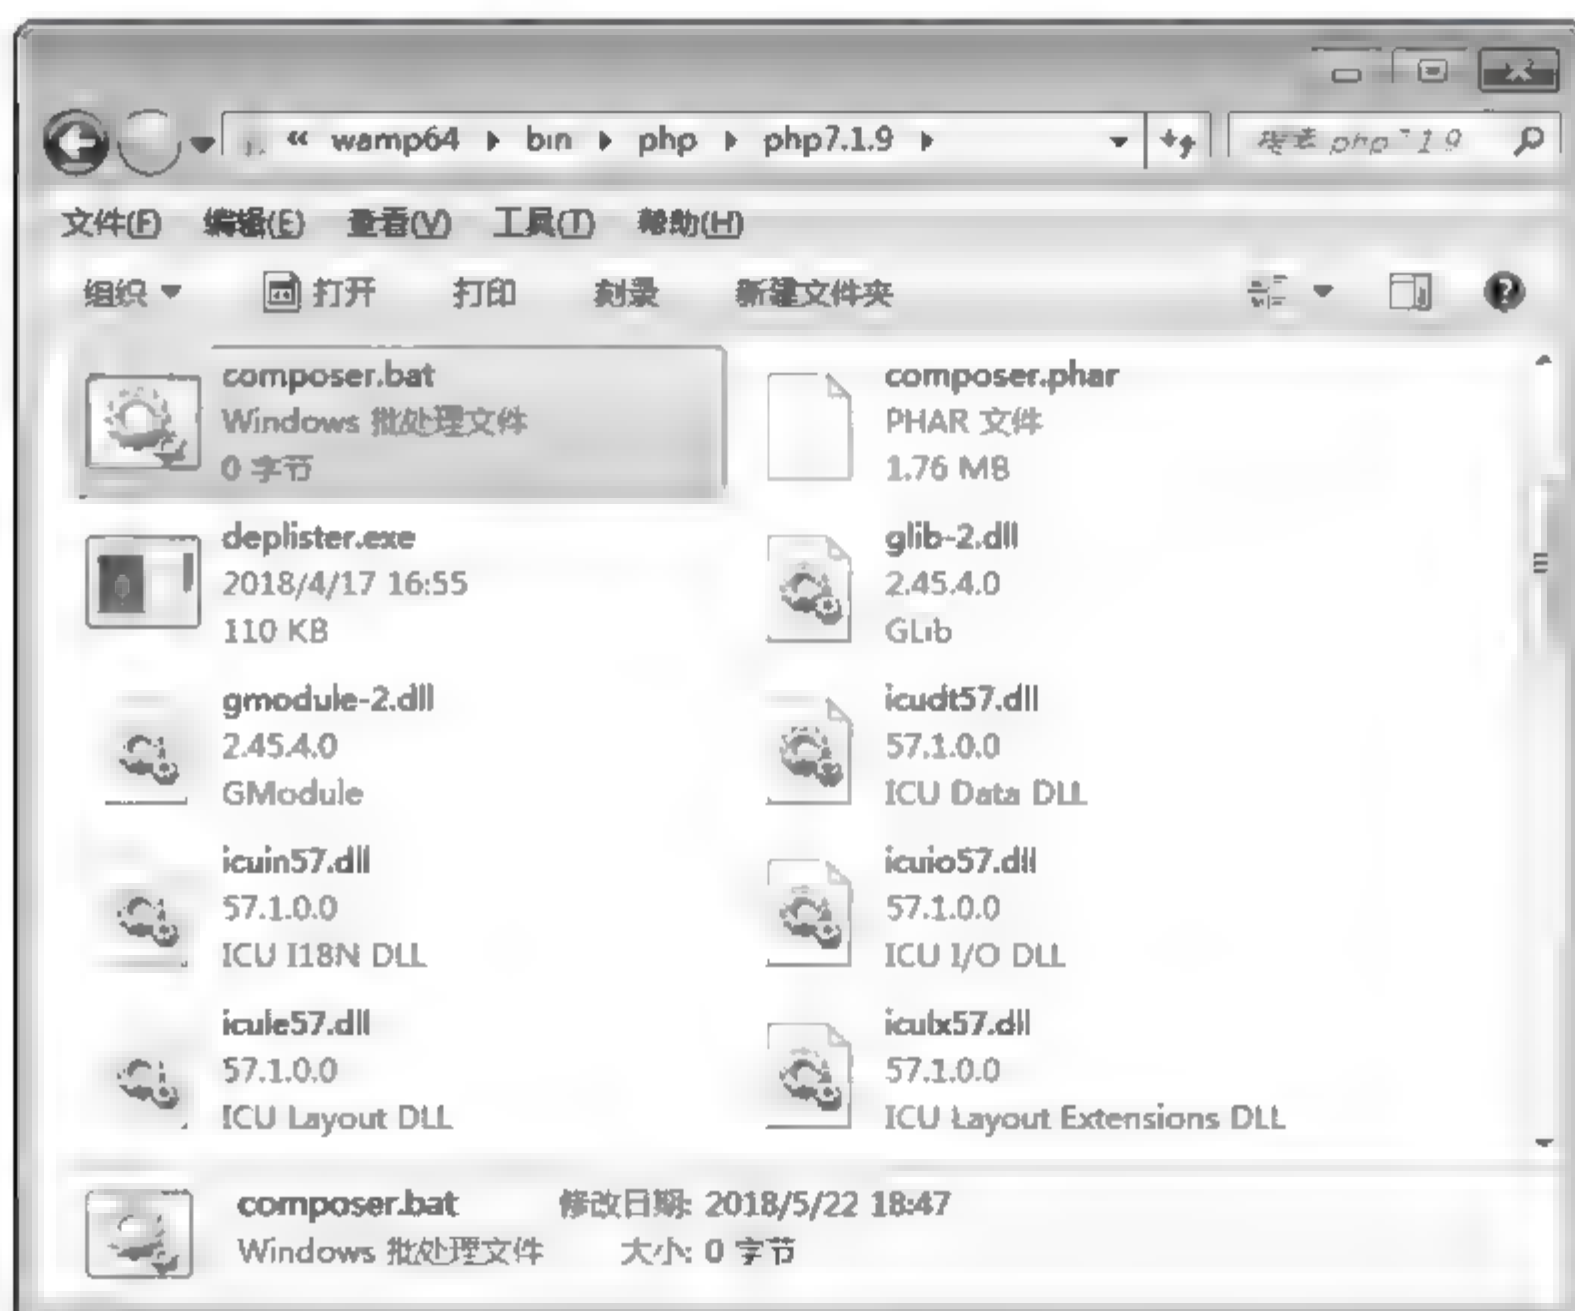 « wamp64 ▸ bin ▸ php ▸ php7.1.9 ▸
文件(F) 编辑(E) 查看(V) 工具(T) 帮助(H)
组织 打开 打印 刻录 新建文件夹
composer.bat
Windows 批处理文件
0 字节
composer.phar
PHAR 文件
1.76 MB
deplister.exe
2018/4/17 16:55
110 KB
glib-2.dll
2.45.4.0
GLib
gmodule-2.dll
2.45.4.0
GModule
icudt57.dll
57.1.0.0
ICU Data DLL
icuin57.dll
57.1.0.0
ICU I18N DLL
icuio57.dll
57.1.0.0
ICU I/O DLL
icule57.dll
57.1.0.0
ICU Layout DLL
iculx57.dll
57.1.0.0
ICU Layout Extensions DLL
composer.bat 修改日期: 2018/5/22 18:47
Windows 批处理文件 大小: 0 字节